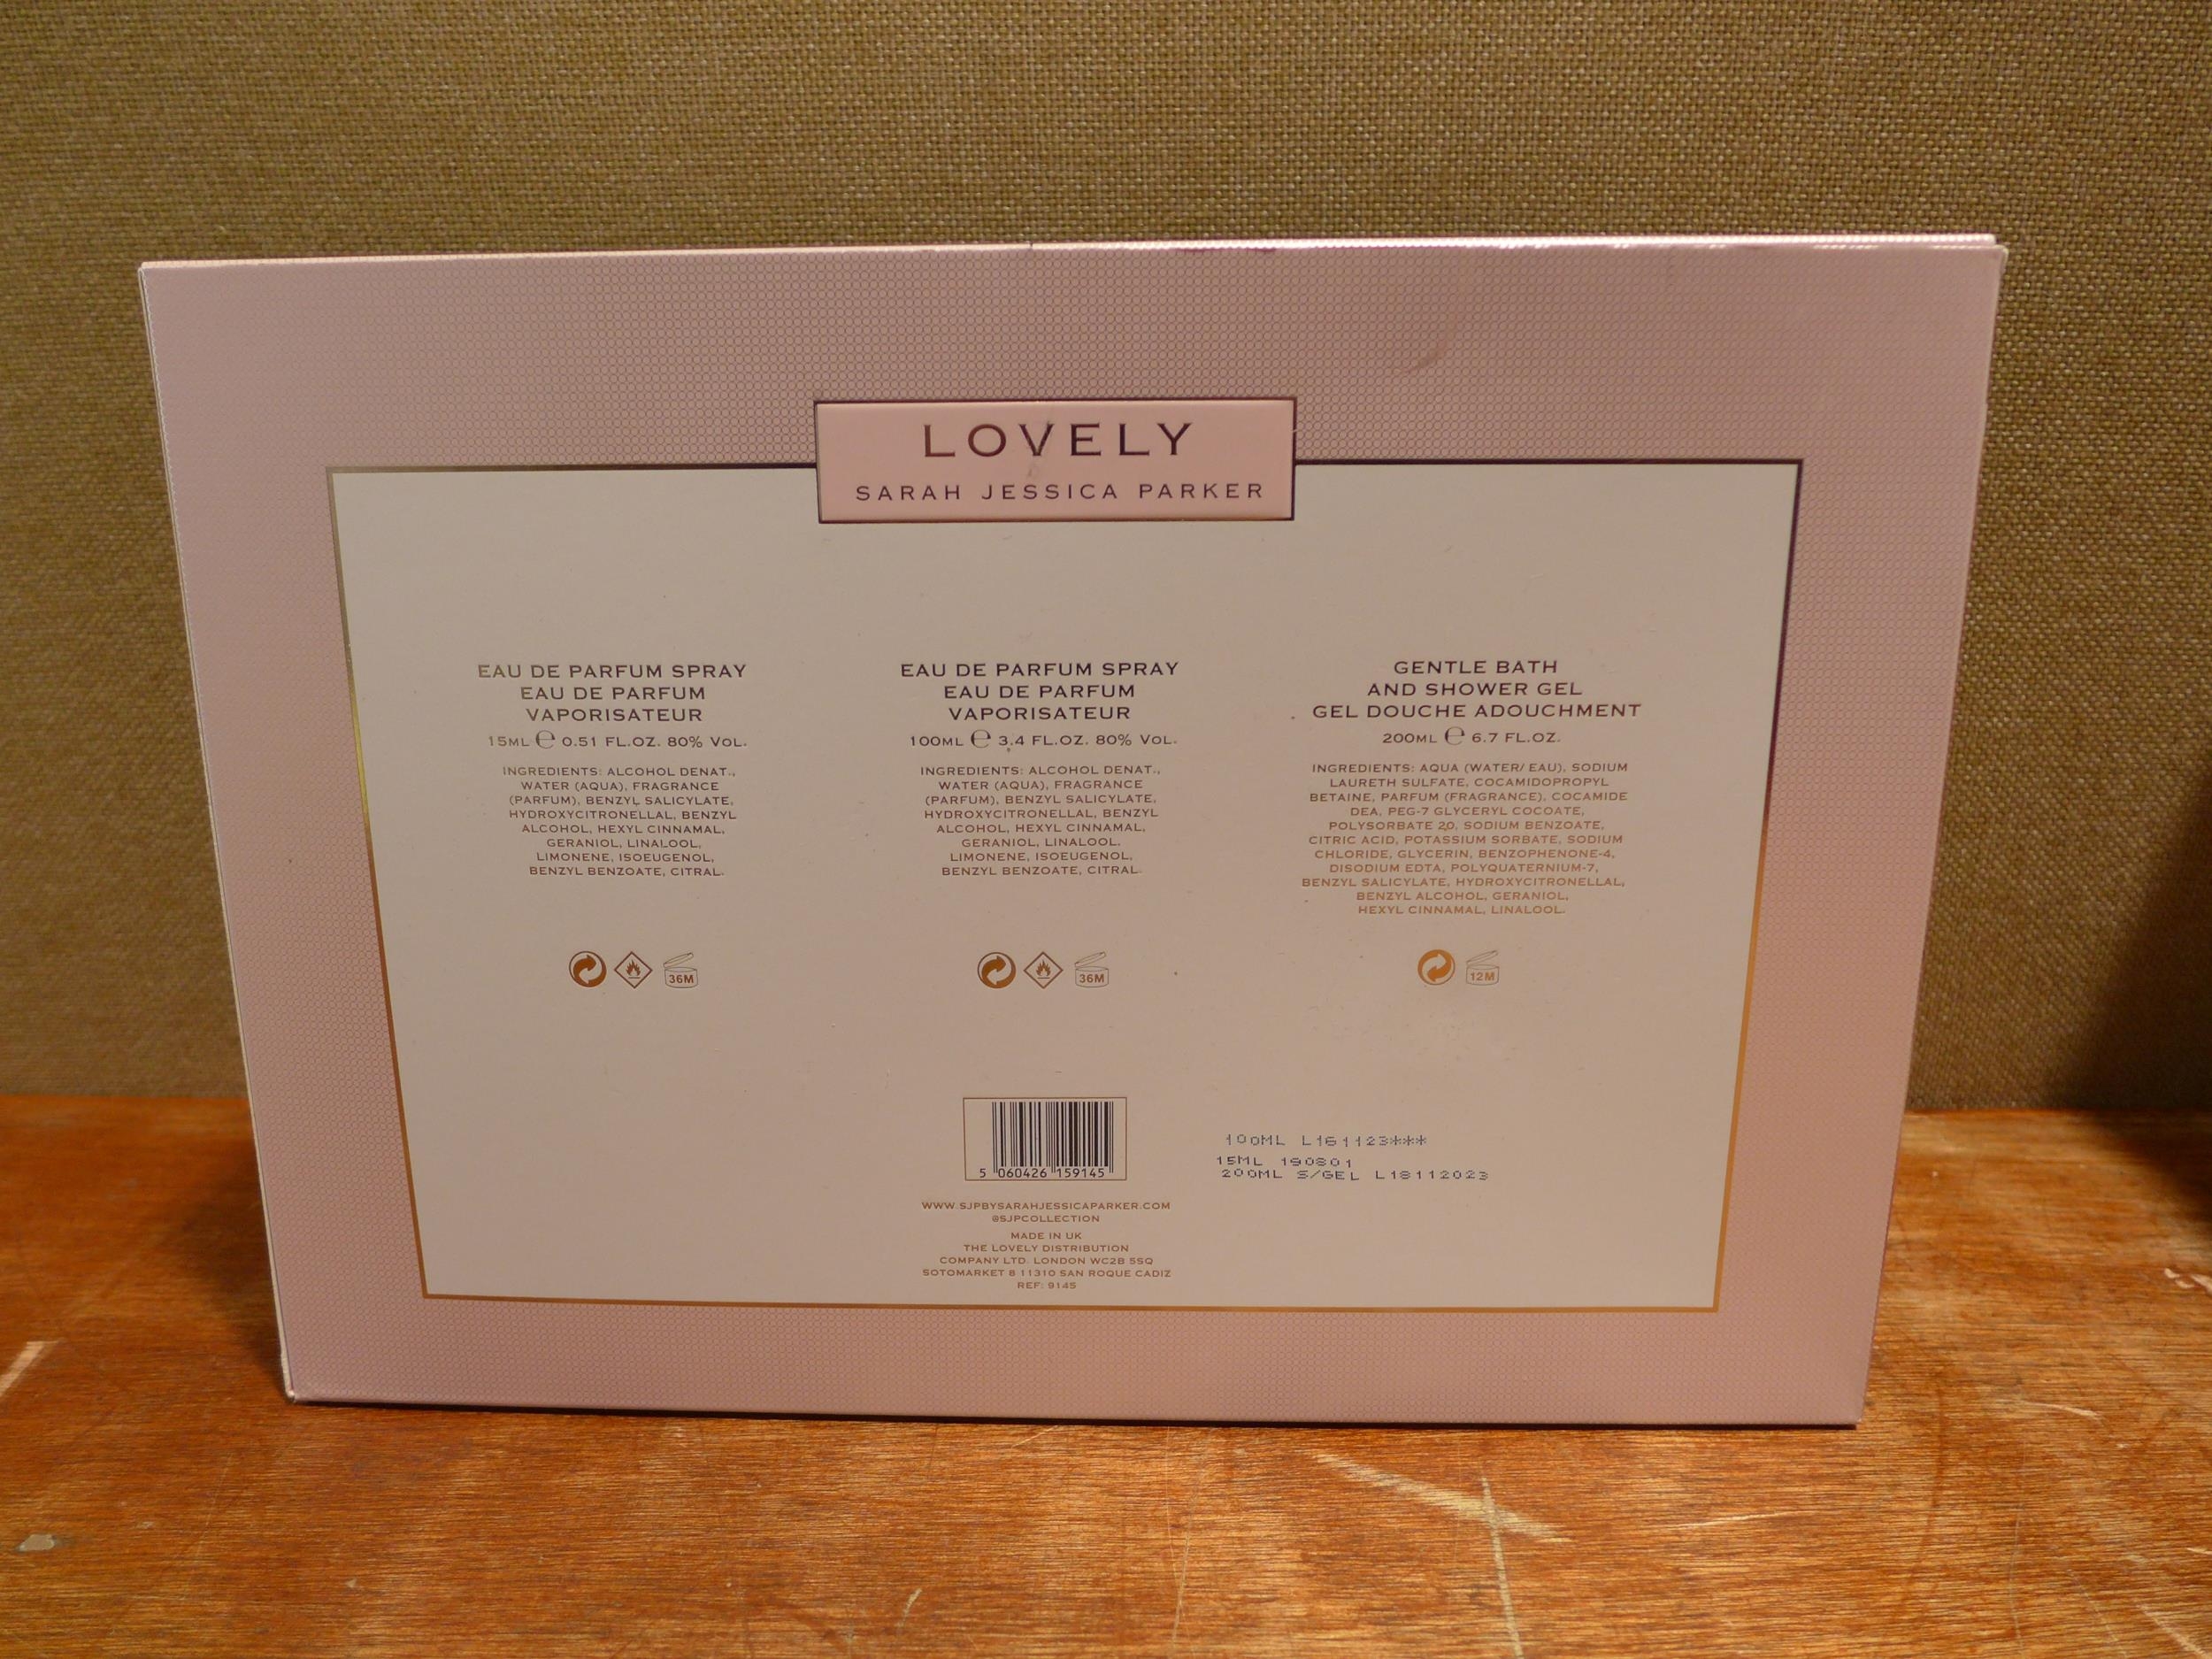 LOVELY
SARAH JESSICA PARKER
EAU DE PARFUM SPRAY
EAU DE PARFUM
VAPORISATEUR
15ML ℮ 0.51 FL.OZ. 80% VOL.
INGREDIENTS: ALCOHOL DENAT.,
WATER (AQUA), FRAGRANCE
(PARFUM), BENZYL SALICYLATE,
HYDROXYCITRONELLAL, BENZYL
ALCOHOL, HEXYL CINNAMAL,
GERANIOL, LINALOOL,
LIMONENE, ISOEUGENOL,
BENZYL BENZOATE, CITRAL.
36M
EAU DE PARFUM SPRAY
EAU DE PARFUM
VAPORISATEUR
100ML ℮ 3.4 FL.OZ. 80% VOL.
INGREDIENTS: ALCOHOL DENAT.,
WATER (AQUA), FRAGRANCE
(PARFUM), BENZYL SALICYLATE,
HYDROXYCITRONELLAL, BENZYL
ALCOHOL, HEXYL CINNAMAL,
GERANIOL, LINALOOL,
LIMONENE, ISOEUGENOL,
BENZYL BENZOATE, CITRAL.
36M
GENTLE BATH
AND SHOWER GEL
GEL DOUCHE ADOUCHMENT
200ML ℮ 6.7 FL.OZ.
INGREDIENTS: AQUA (WATER/ EAU), SODIUM
LAURETH SULFATE, COCAMIDOPROPYL
BETAINE, PARFUM (FRAGRANCE), COCAMIDE
DEA, PEG-7 GLYCERYL COCOATE,
POLYSORBATE 20, SODIUM BENZOATE,
CITRIC ACID, POTASSIUM SORBATE, SODIUM
CHLORIDE, GLYCERIN, BENZOPHENONE-4,
DISODIUM EDTA, POLYQUATERNIUM-7,
BENZYL SALICYLATE, HYDROXYCITRONELLAL,
BENZYL ALCOHOL, GERANIOL,
HEXYL CINNAMAL, LINALOOL.
12M
5 060426 159145
100ML L161123***
15ML 190801
200ML S/GEL L18112023
WWW.SJPBYSARAHJESSICAPARKER.COM
@SJPCOLLECTION
MADE IN UK
THE LOVELY DISTRIBUTION
COMPANY LTD. LONDON WC2B 5SQ
SOTOMARKET 8 11310 SAN ROQUE CADIZ
REF: 9145